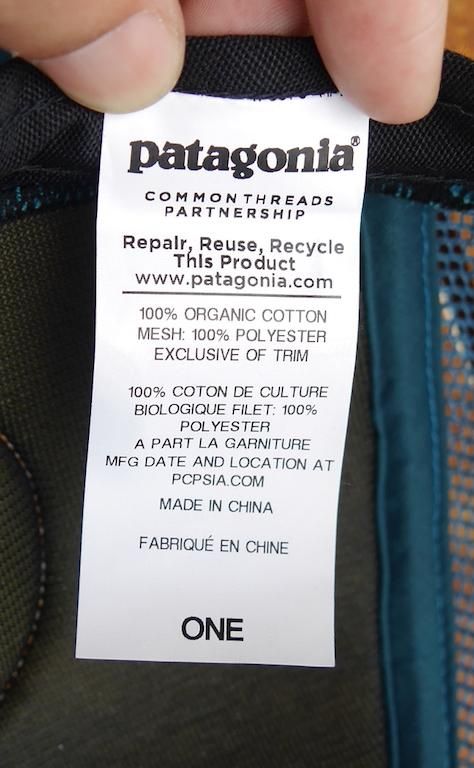 patagonia®
COMMON THREADS
PARTNERSHIP
Repair, Reuse, Recycle
This Product
www.patagonia.com
100% ORGANIC COTTON
MESH: 100% POLYESTER
EXCLUSIVE OF TRIM
100% COTON DE CULTURE
BIOLOGIQUE FILET: 100%
POLYESTER
A PART LA GARNITURE
MFG DATE AND LOCATION AT
PCPSIA.COM
MADE IN CHINA
FABRIQUÉ EN CHINE
ONE